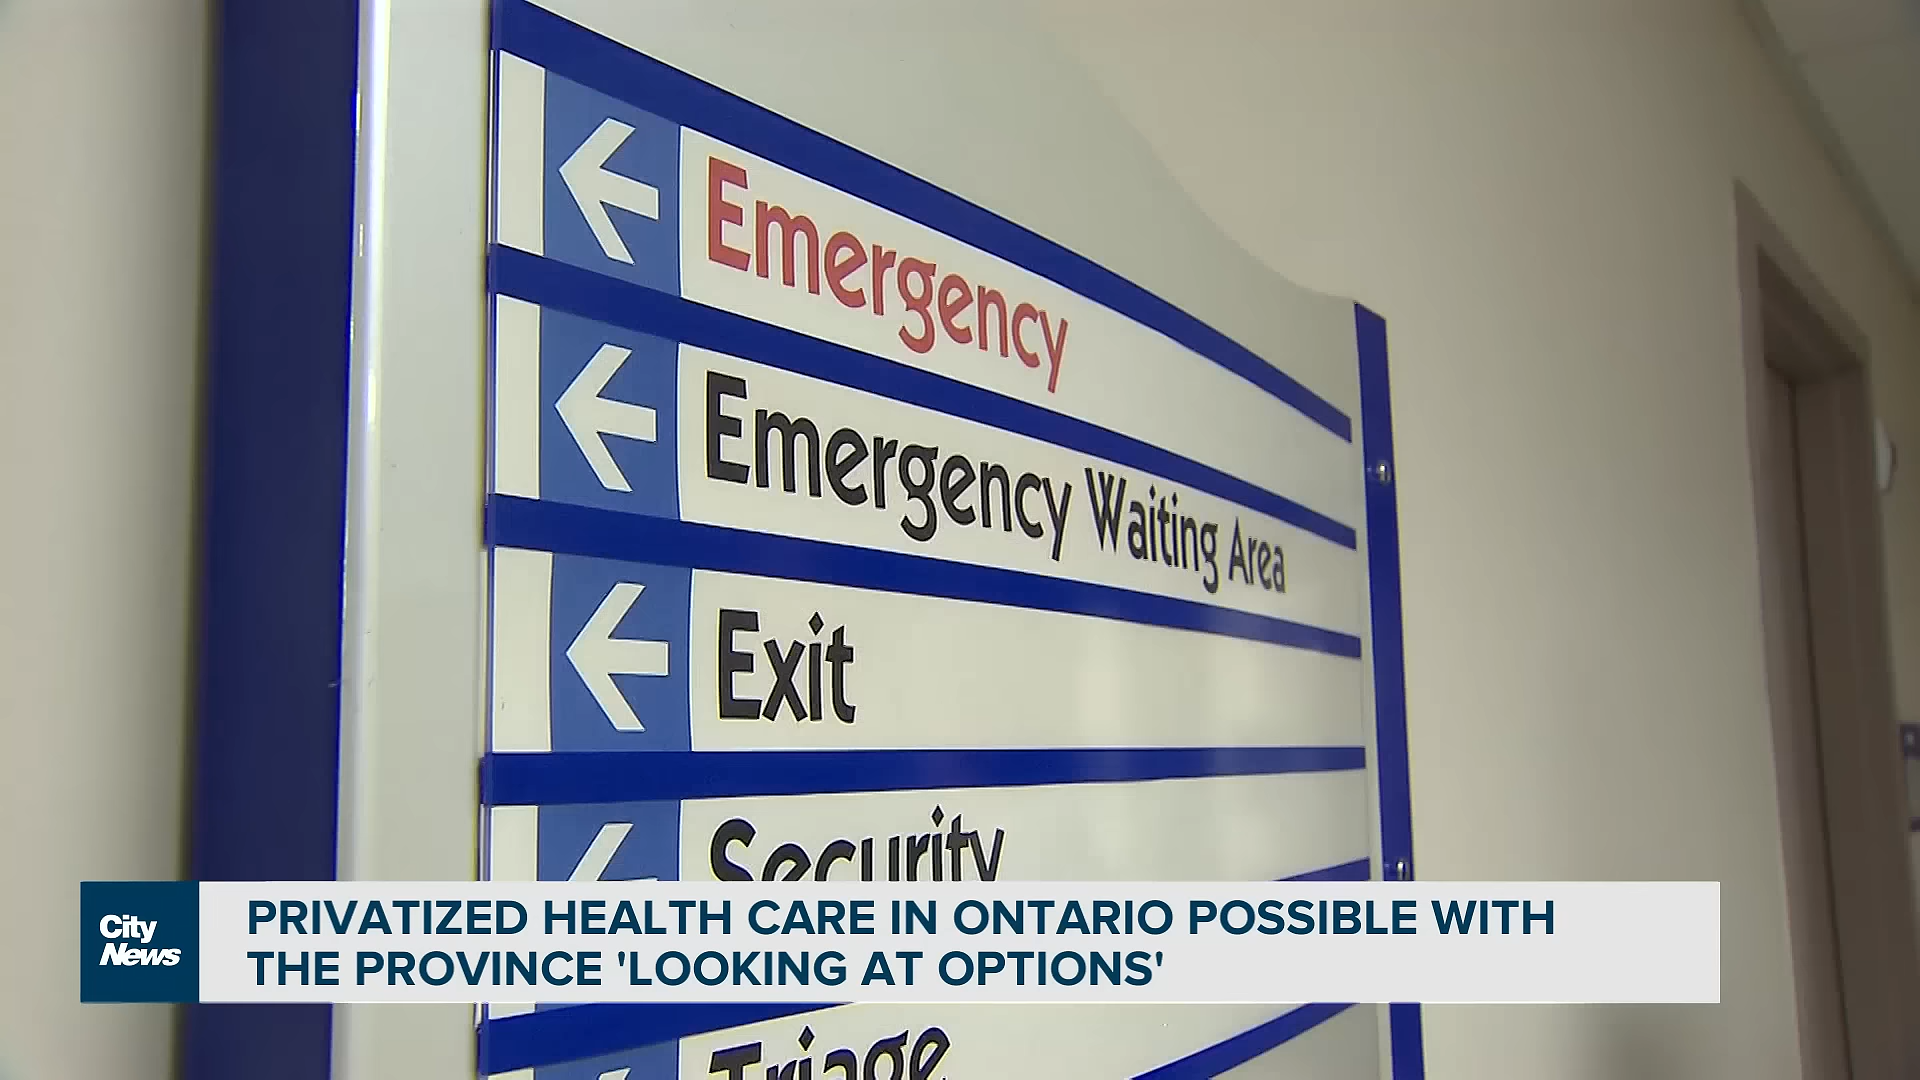 Emergency
Emergency Waiting Area
Exit
Security
City
News
PRIVATIZED HEALTH CARE IN ONTARIO POSSIBLE WITH
THE PROVINCE 'LOOKING AT OPTIONS'
Triage